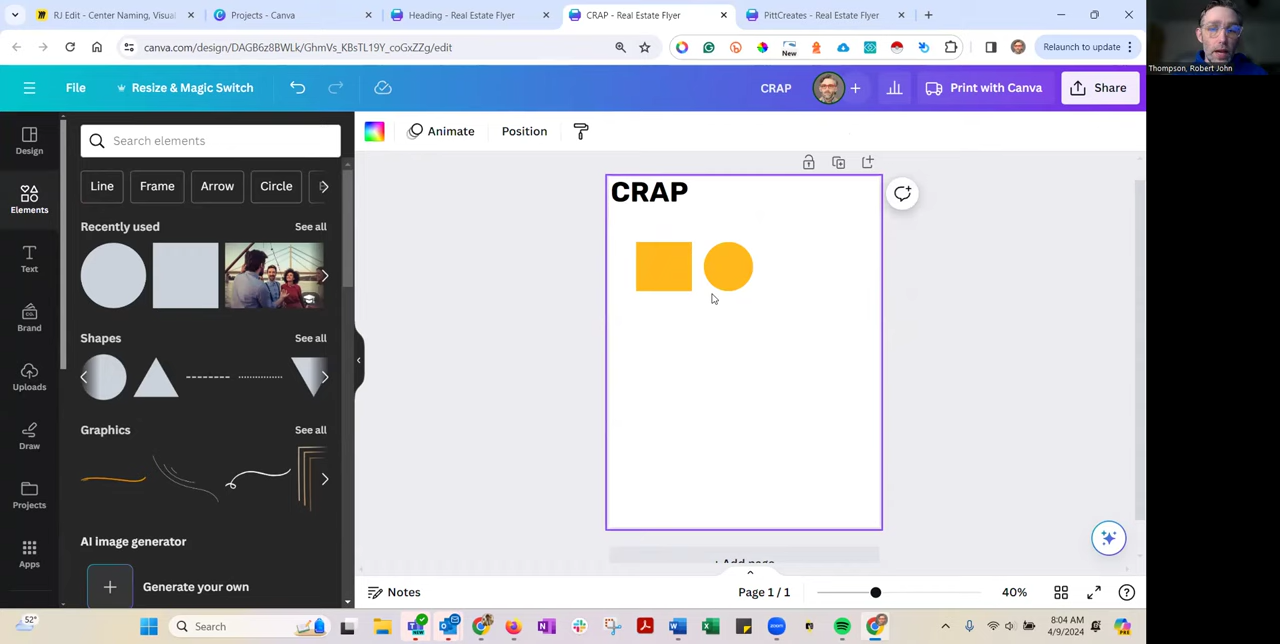 RJ Edit - Center Naming, Visual
Projects - Canva
Heading - Real Estate Flyer
CRAP - Real Estate Flyer
PittCreates - Real Estate Flyer
canva.com/design/DAGB6z8BWLk/GhmVs_KBsTL19Y_coGxZZg/edit
New
Relaunch to update
Thompson, Robert John
File
Resize & Magic Switch
CRAP
Print with Canva
Share
Design
Elements
Text
Brand
Uploads
Draw
Projects
Apps
Search elements
Line
Frame
Arrow
Circle
Recently used
See all
Shapes
See all
Graphics
See all
AI image generator
Generate your own
Animate
Position
CRAP
+ Add page
Notes
Page 1 / 1
40%
52°
Search
8:04 AM
4/9/2024